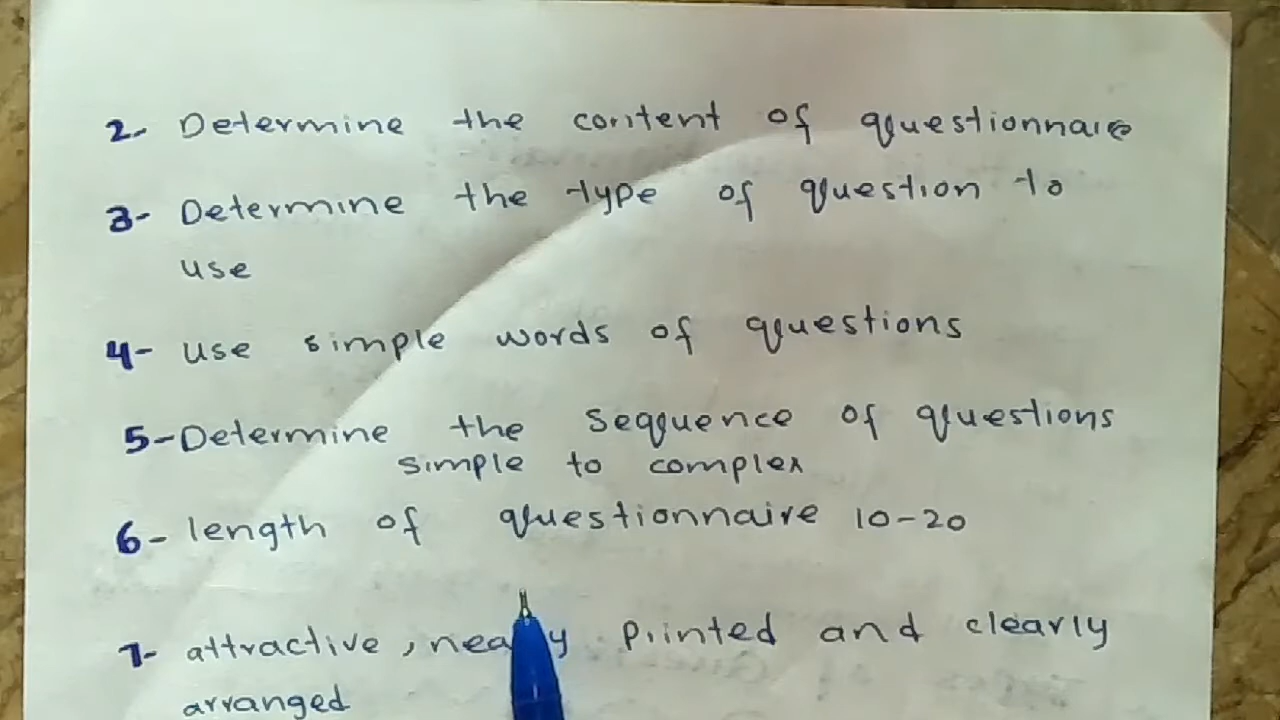 2- Determine the content of questionnaire
3- Determine the type of question to
use
4- use simple words of questions
5- Determine the sequence of questions
simple to complex
6- length of questionnaire 10-20
7- attractive, printed and clearly
arranged